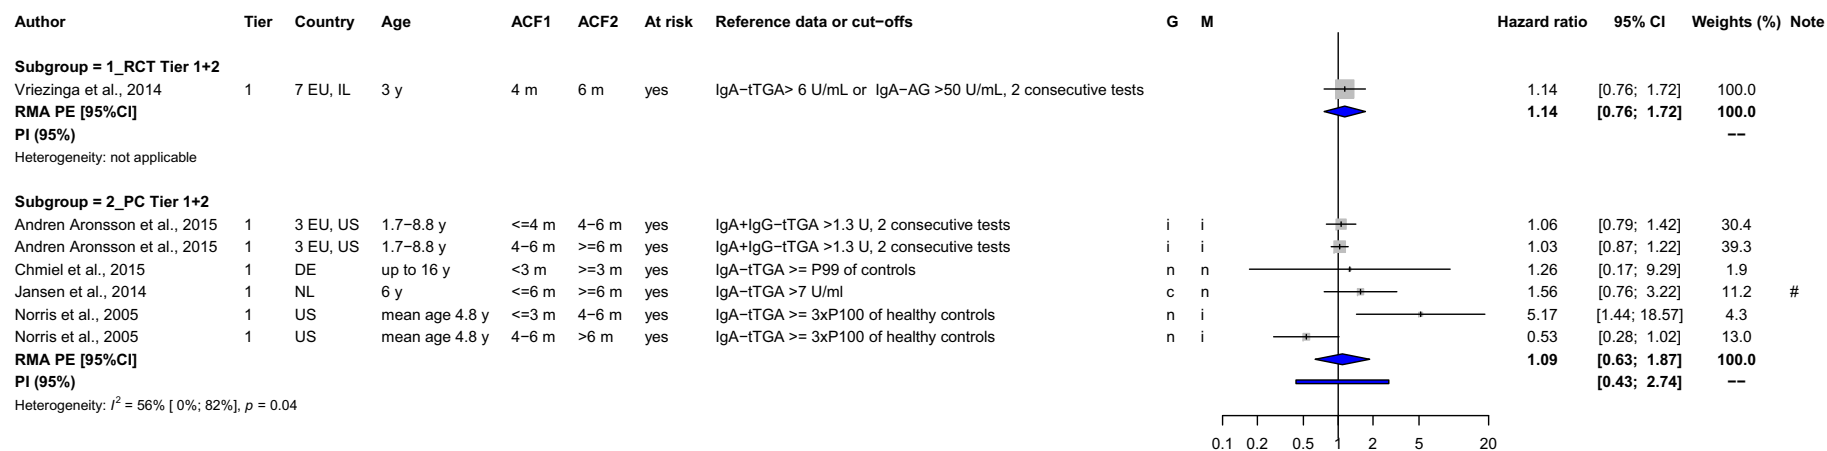 Author Tier Country Age ACF1 ACF2 At risk Reference data or cut−offs G M Hazard ratio 95% CI Weights (%) Note
Subgroup = 1_RCT Tier 1+2
Vriezinga et al., 2014 1 7 EU, IL 3 y 4 m 6 m yes IgA−tTGA> 6 U/mL or IgA−AG >50 U/mL, 2 consecutive tests 1.14 [0.76; 1.72] 100.0
RMA PE [95%CI] 1.14 [0.76; 1.72] 100.0
PI (95%) −−
Heterogeneity: not applicable
Subgroup = 2_PC Tier 1+2
Andren Aronsson et al., 2015 1 3 EU, US 1.7−8.8 y <=4 m 4−6 m yes IgA+IgG−tTGA >1.3 U, 2 consecutive tests i i 1.06 [0.79; 1.42] 30.4
Andren Aronsson et al., 2015 1 3 EU, US 1.7−8.8 y 4−6 m >=6 m yes IgA+IgG−tTGA >1.3 U, 2 consecutive tests i i 1.03 [0.87; 1.22] 39.3
Chmiel et al., 2015 1 DE up to 16 y <3 m >=3 m yes IgA−tTGA >= P99 of controls n n 1.26 [0.17; 9.29] 1.9
Jansen et al., 2014 1 NL 6 y <=6 m >=6 m yes IgA−tTGA >7 U/ml c n 1.56 [0.76; 3.22] 11.2 #
Norris et al., 2005 1 US mean age 4.8 y <=3 m 4−6 m yes IgA−tTGA >= 3xP100 of healthy controls n i 5.17 [1.44; 18.57] 4.3
Norris et al., 2005 1 US mean age 4.8 y 4−6 m >6 m yes IgA−tTGA >= 3xP100 of healthy controls n i 0.53 [0.28; 1.02] 13.0
RMA PE [95%CI] 1.09 [0.63; 1.87] 100.0
PI (95%) [0.43; 2.74] −−
Heterogeneity: I² = 56% [ 0%; 82%], p = 0.04
0.1 0.2 0.5 1 2 5 20